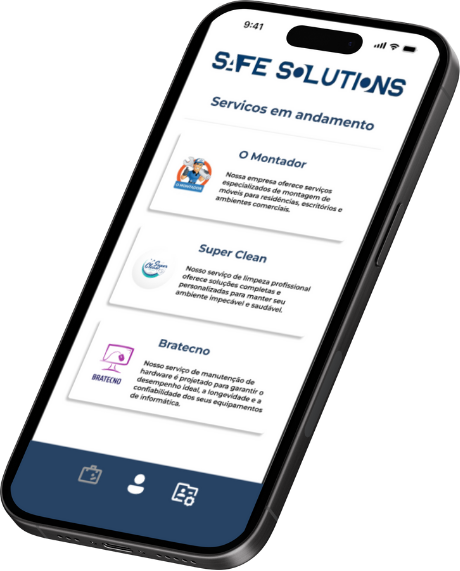 9:41
SAFE SOLUTIONS
Servicos em andamento
O Montador
Nossa empresa oferece serviços
especializados de montagem de
móveis para residências, escritórios e
ambientes comerciais.
Super Clean
Nosso serviço de limpeza profissional
oferece soluções completas e
personalizadas para manter seu
ambiente impecável e saudável.
Super
Clean
Bratecno
Nosso serviço de manutenção de
hardware é projetado para garantir o
desempenho ideal, a longevidade e a
confiabilidade dos seus equipamentos
de informática.
BRATECNO